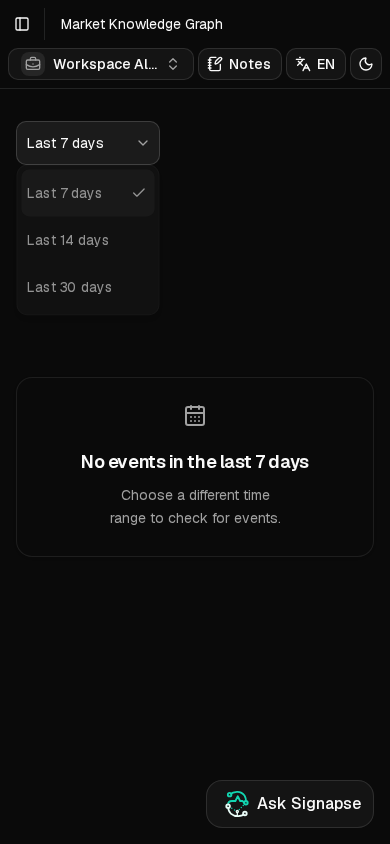 Market Knowledge Graph
Workspace Al...
Notes
EN
Last 7 days
Last 7 days
Last 14 days
Last 30 days
No events in the last 7 days
Choose a different time
range to check for events.
Ask Signapse